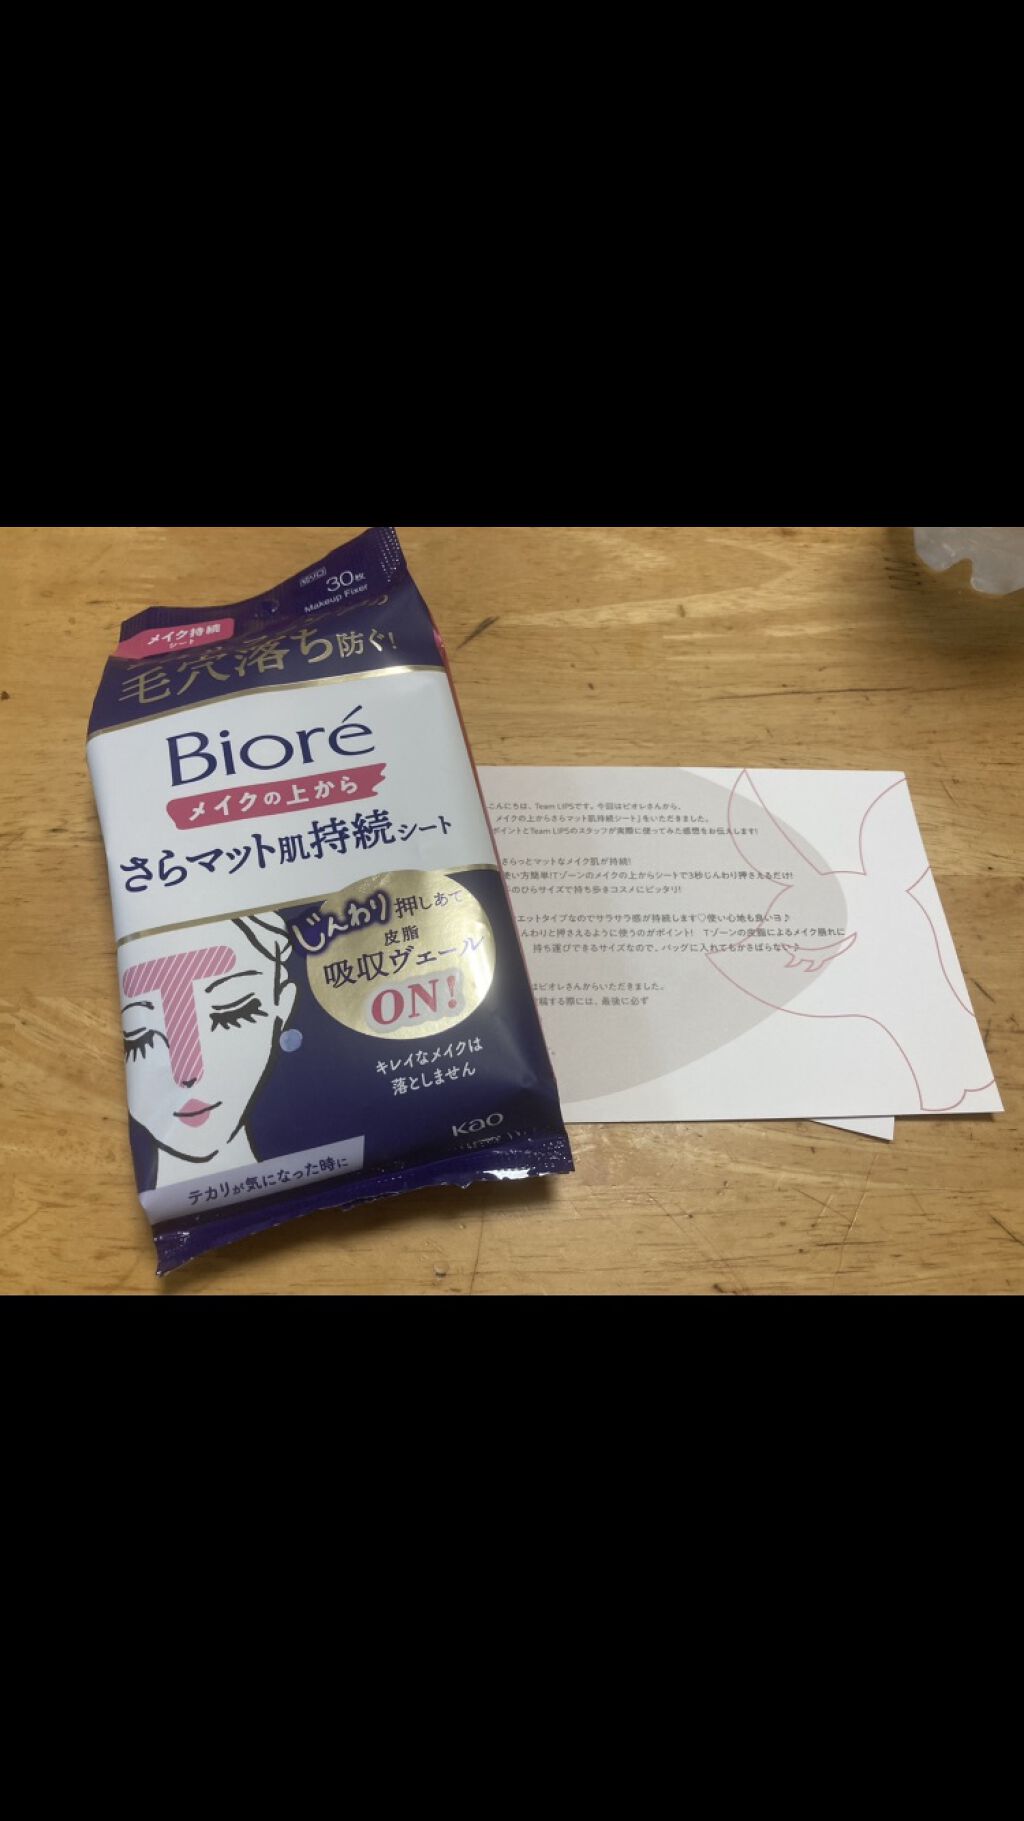 30枚
Makeup Fixer
メイク持続
シート
毛穴落ち防ぐ!
Bioré
メイクの上から
さらマット肌持続シート
じんわり押しあて
皮脂
吸収ヴェール
ON!
キレイなメイクは
落としません
Kao
テカリが気になった時に
こんにちは、Team LIPSです。今回はビオレさんから、
メイクの上からさらマット肌持続シート」をいただきました。
ポイントとTeam LIPSのスタッフが実際に使ってみた感想をお伝えします!
さらっとマットなメイク肌が持続!
使い方簡単!Tゾーンのメイクの上からシートで3秒じんわり押さえるだけ!
のひらサイズで持ち歩きコスメにピッタリ!
エットタイプなのでサラサラ感が持続します♡使い心地も良いヨ♪
んわりと押さえるように使うのがポイント! Tゾーンの皮脂によるメイク崩れに
持ち運びできるサイズなので、バッグに入れてもかさばらない♪
はビオレさんからいただきました。
稿する際には、最後に必ず